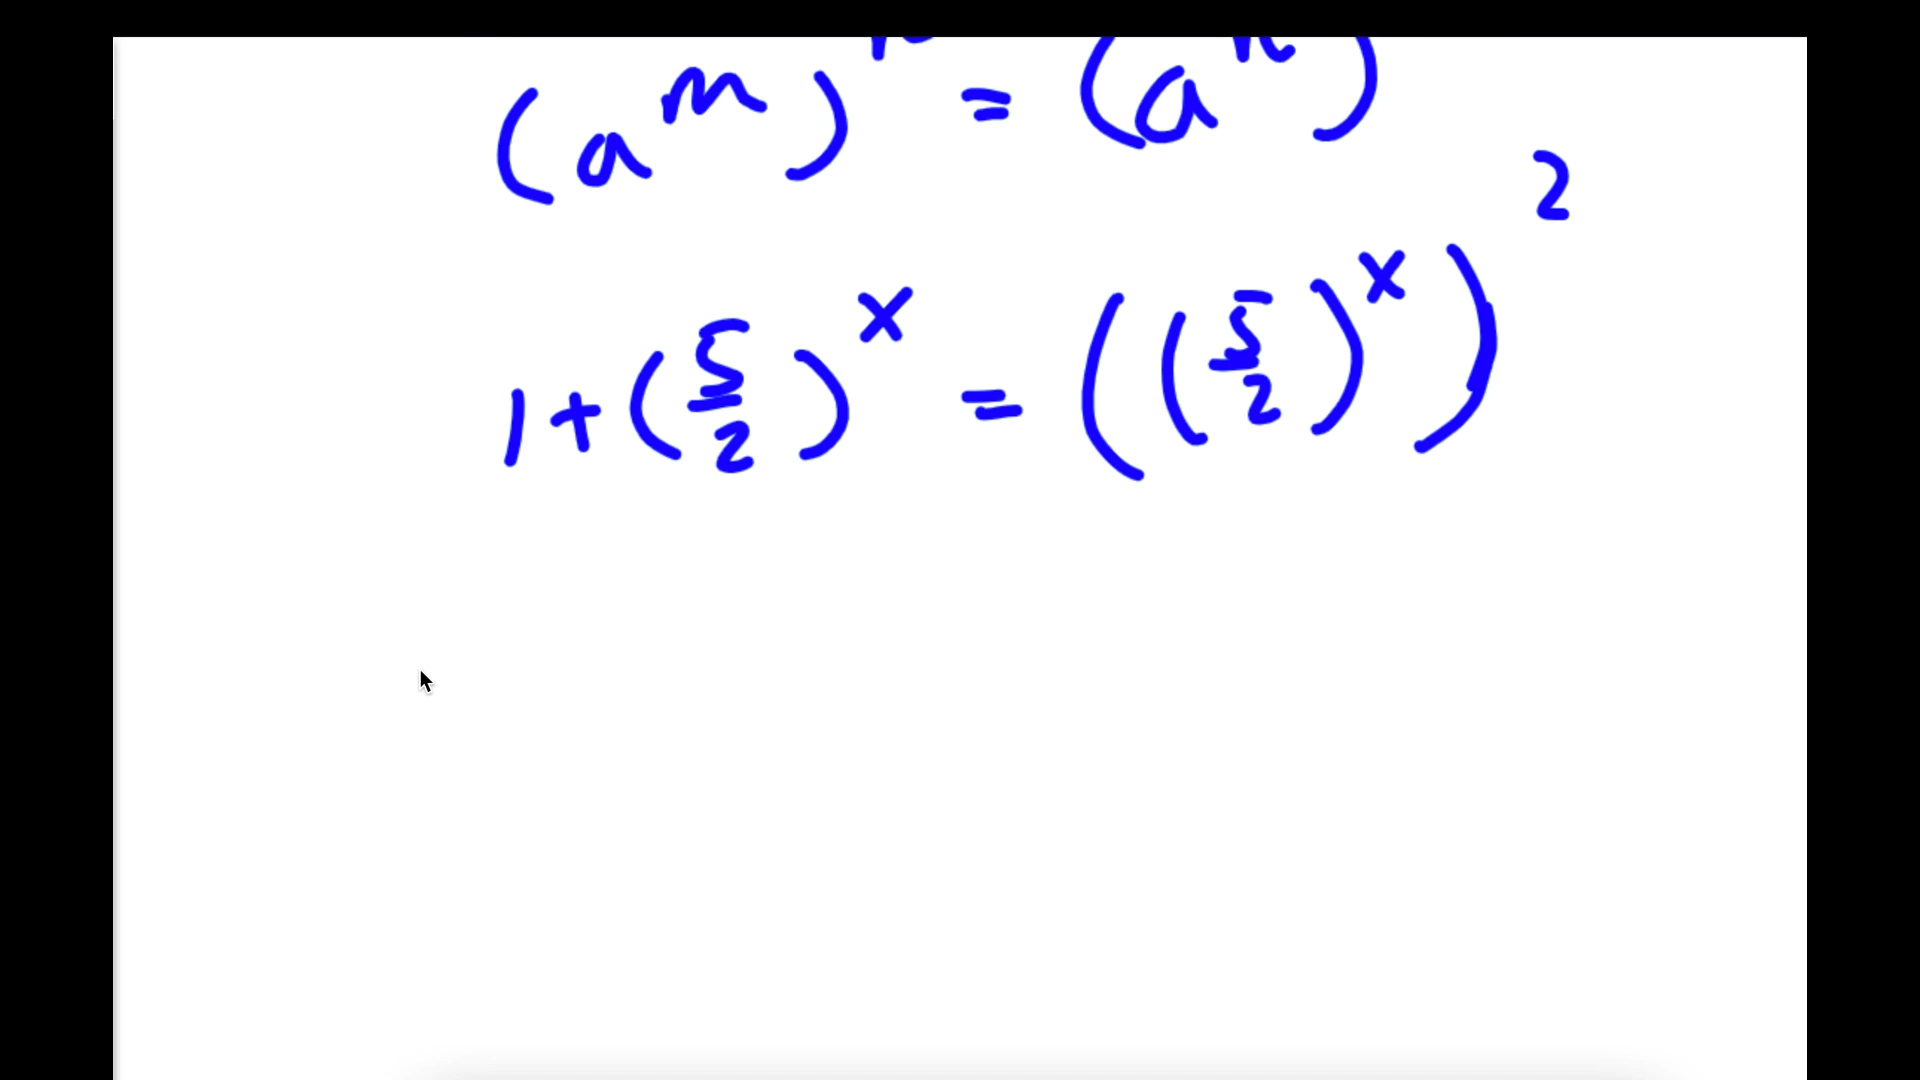 (a^m)^n = (a^n)
1+(5/2)^x = ((5/2)^x)^2